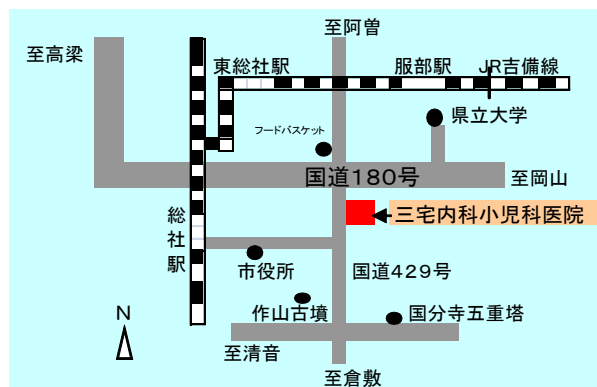 至阿曽
至高梁
東総社駅
服部駅
JR吉備線
県立大学
フードバスケット
国道180号
至岡山
三宅内科小児科医院
総社駅
市役所
国道429号
N
作山古墳
国分寺五重塔
至清音
至倉敷